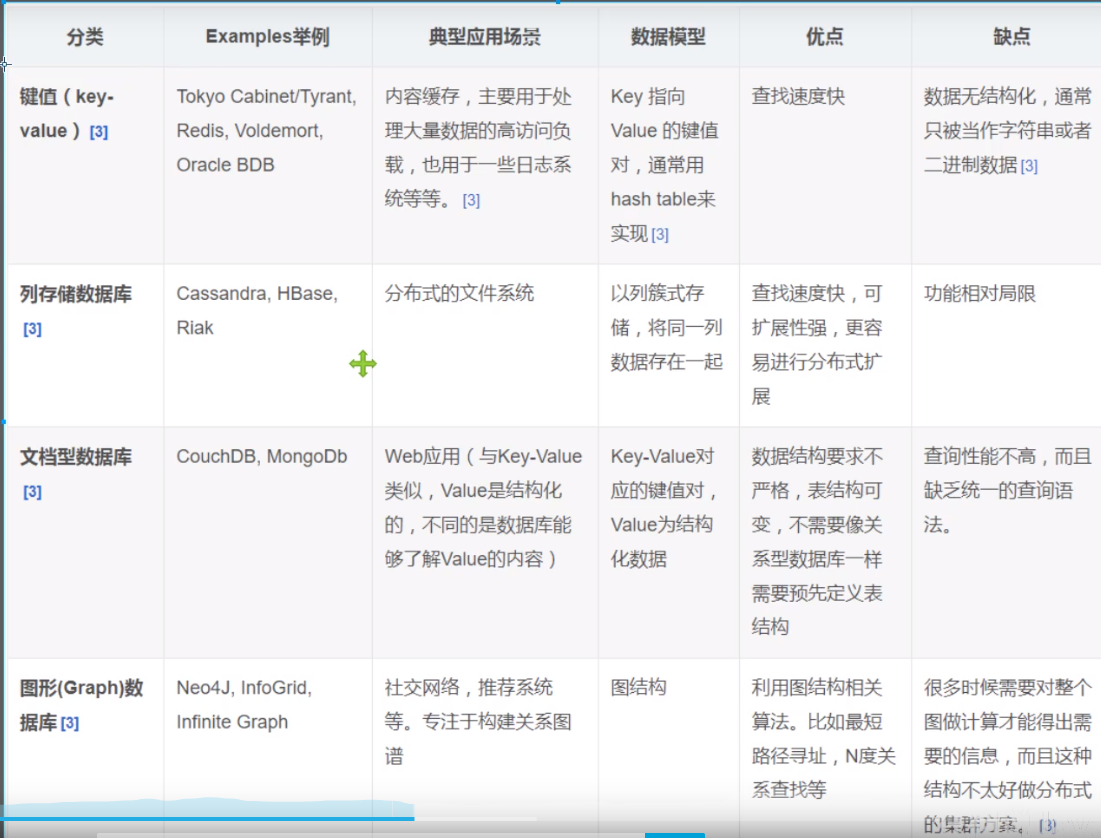 分类 Examples举例 典型应用场景 数据模型 优点 缺点
键值（key-
value）[3]
Tokyo Cabinet/Tyrant,
Redis, Voldemort,
Oracle BDB
内容缓存，主要用于处
理大量数据的高访问负
载，也用于一些日志系
统等等。[3]
Key 指向
Value 的键值
对，通常用
hash table来
实现[3]
查找速度快
数据无结构化，通常
只被当作字符串或者
二进制数据[3]
列存储数据库
[3]
Cassandra, HBase,
Riak
分布式的文件系统
以列簇式存
储，将同一列
数据存在一起
查找速度快，可
扩展性强，更容
易进行分布式扩
展
功能相对局限
文档型数据库
[3]
CouchDB, MongoDb
Web应用（与Key-Value
类似，Value是结构化
的，不同的是数据库能
够了解Value的内容）
Key-Value对
应的键值对，
Value为结构
化数据
数据结构要求不
严格，表结构可
变，不需要像关
系型数据库一样
需要预先定义表
结构
查询性能不高，而且
缺乏统一的查询语
法。
图形(Graph)数
据库[3]
Neo4J, InfoGrid,
Infinite Graph
社交网络，推荐系统
等。专注于构建关系图
谱
图结构
利用图结构相关
算法。比如最短
路径寻址，N度关
系查找等
很多时候需要对整个
图做计算才能得出需
要的信息，而且这种
结构不太好做分布式
的集群方案。[3]